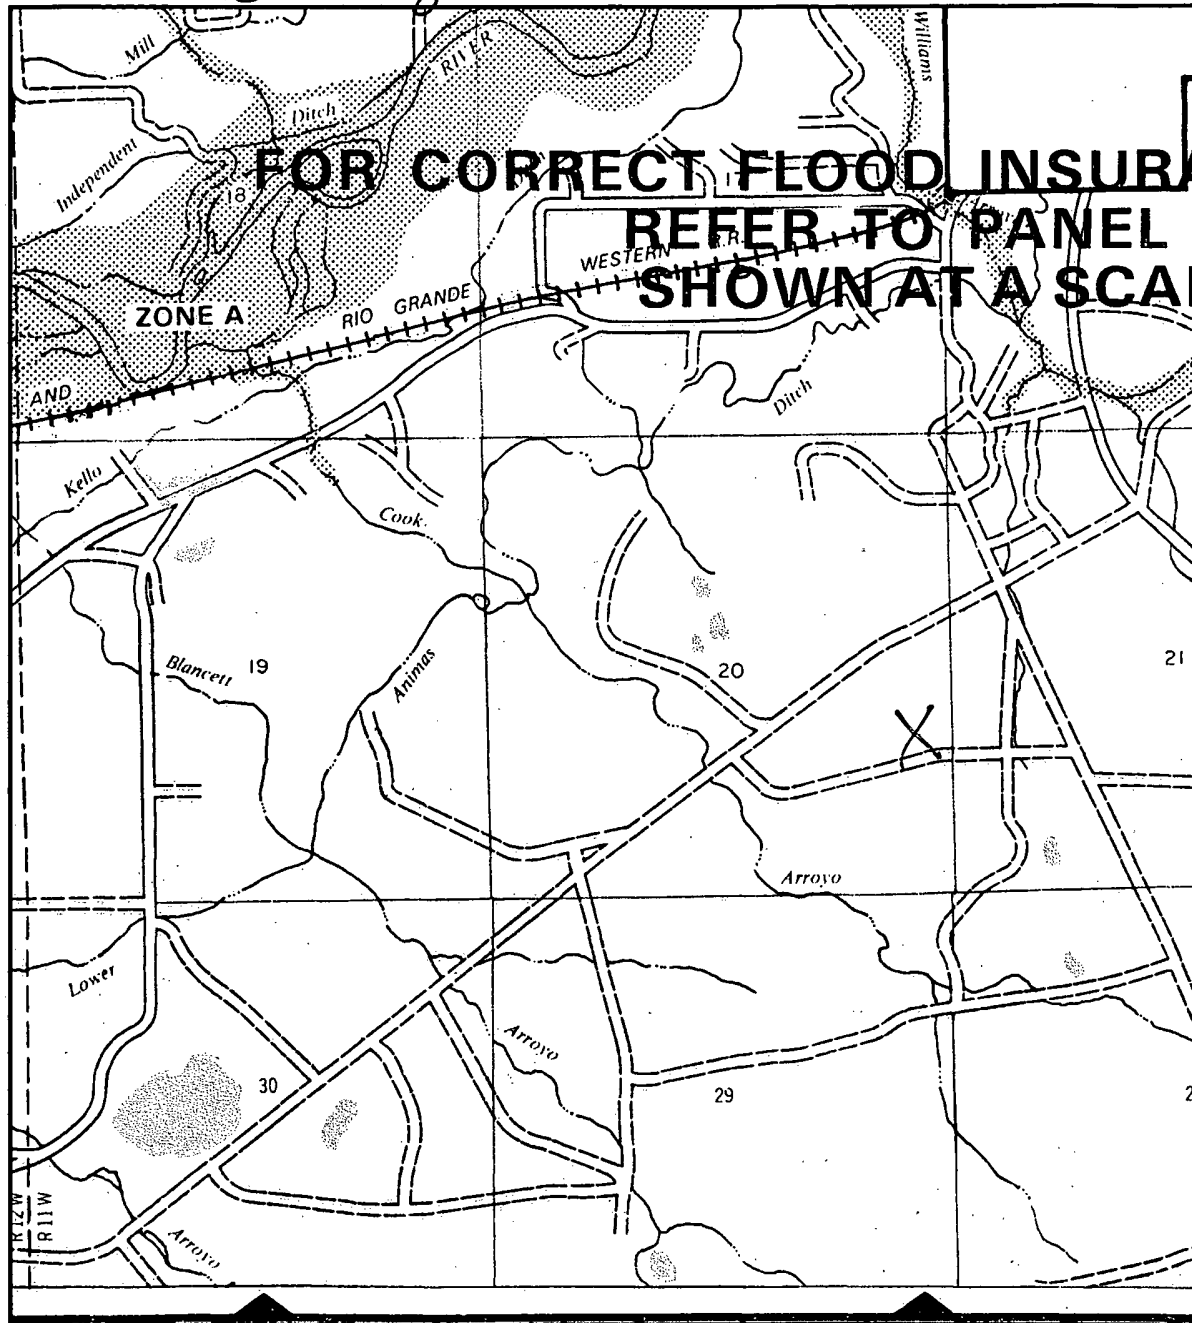 Mill
Williams
RIVER
Ditch
Independent
18
FOR CORRECT FLOOD INSURA
REFER TO PANEL
SHOWN AT A SCAL
WESTERN R.R.
RIO GRANDE
ZONE A
AND
Ditch
Kello
Cook
Blancett
19
Animas
20
21
X
Arroyo
Lower
Arroyo
30
29
2
R12W
R11W
Arroyo